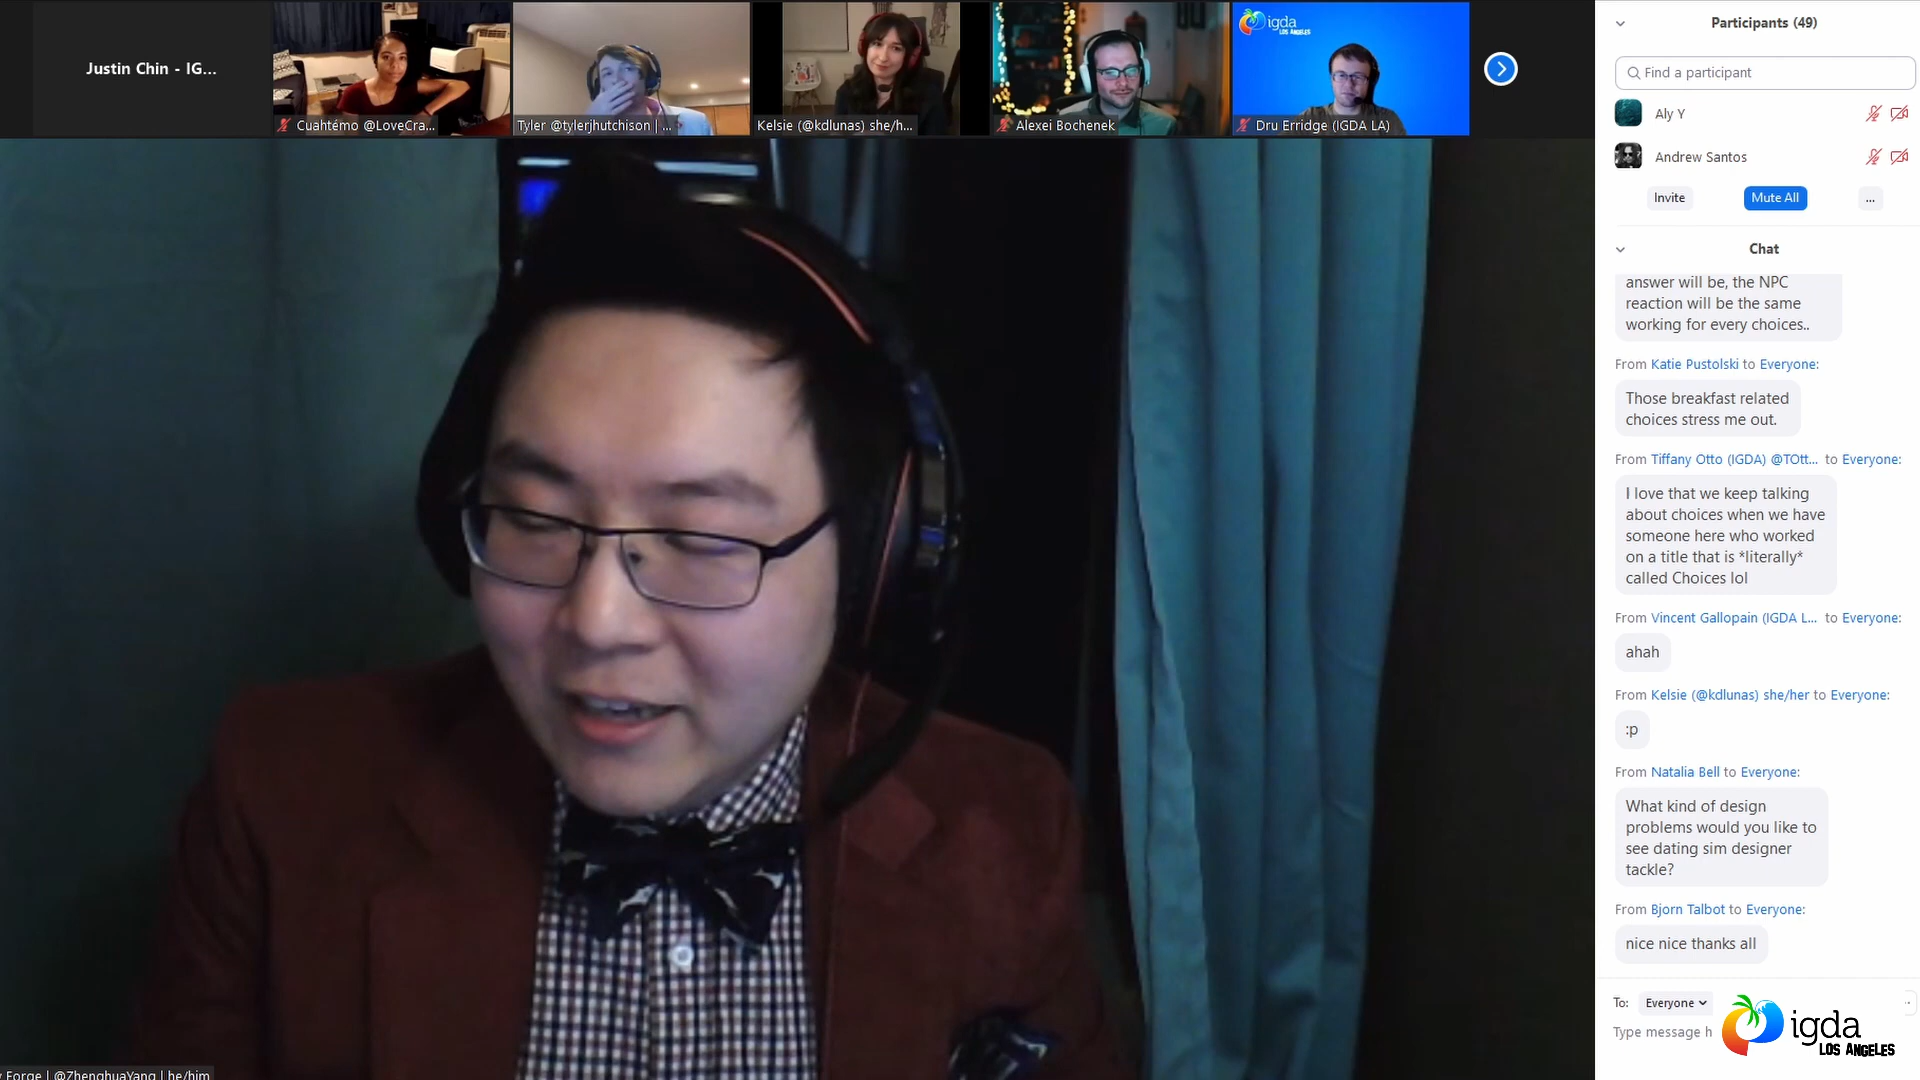 Justin Chin - IG...
Cuahtémo @LoveCra...
Tyler @tylerjhutchison | ...
Kelsie (@kdlunas) she/h...
Alexei Bochenek
igda
LOS ANGELES
Dru Erridge (IGDA LA)
Forge | @ZhenghuaYang | he/him
Participants (49)
Find a participant
Aly Y
Andrew Santos
Invite
Mute All
...
Chat
answer will be, the NPC
reaction will be the same
working for every choices..
From Katie Pustolski to Everyone:
Those breakfast related
choices stress me out.
From Tiffany Otto (IGDA) @TOtt... to Everyone:
I love that we keep talking
about choices when we have
someone here who worked
on a title that is *literally*
called Choices lol
From Vincent Gallopain (IGDA L... to Everyone:
ahah
From Kelsie (@kdlunas) she/her to Everyone:
:p
From Natalia Bell to Everyone:
What kind of design
problems would you like to
see dating sim designer
tackle?
From Bjorn Talbot to Everyone:
nice nice thanks all
To: Everyone
Type message h
igda
LOS ANGELES